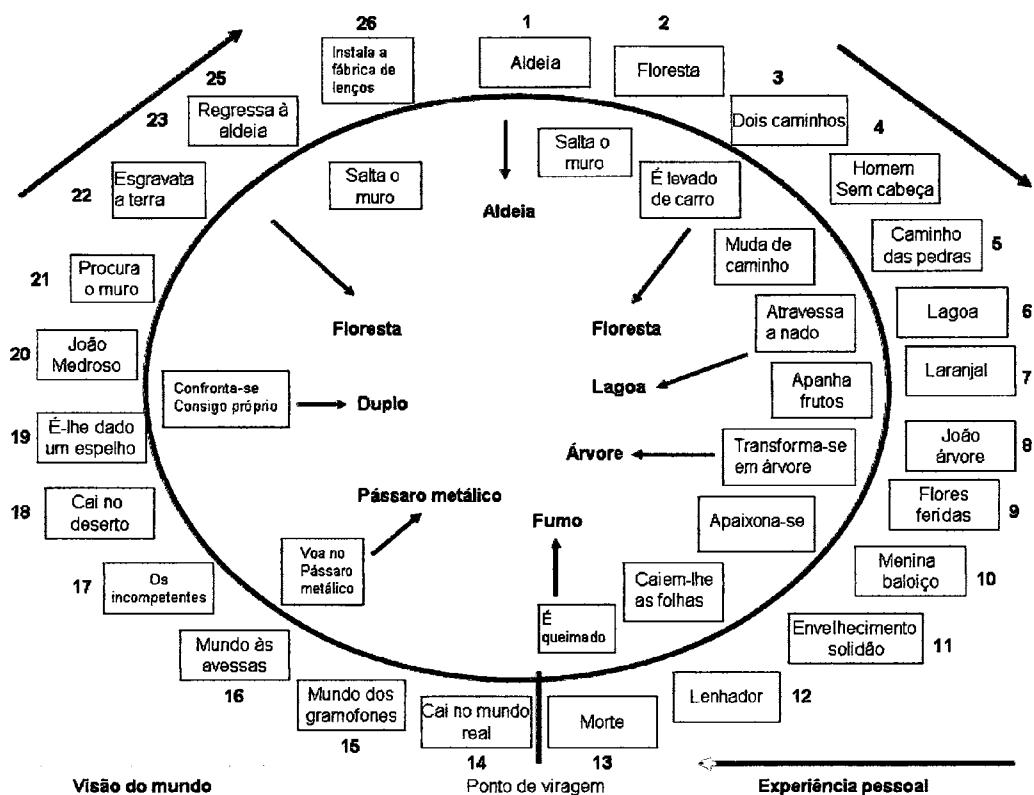 26
1
2
Instala a
fábrica de
lenços
Aldeia
Floresta
25
3
23
Regressa à
aldeia
Dois caminhos
4
22
Esgravata
a terra
Salta o
muro
Salta o
muro
É levado
de carro
Homem
Sem cabeça
Aldeia
21
Procura
o muro
Muda de
caminho
Caminho
das pedras
5
Floresta
Floresta
Atravessa
a nado
Lagoa
6
20
João
Medroso
Confronta-se
Consigo próprio
Duplo
Lagoa
Apanha
frutos
Laranjal
7
19
É-lhe dado
um espelho
Árvore
Transforma-se
em árvore
João
árvore
8
18
Cai no
deserto
Pássaro metálico
Fumo
Apaixona-se
Flores
feridas
9
17
Os
incompetentes
Voa no
Pássaro
metálico
É
queimado
Caiem-lhe
as folhas
Menina
baloiço
10
Mundo às
avessas
16
Envelhecimento
solidão
11
Mundo dos
gramofones
15
Cai no mundo
real
14
Morte
13
Lenhador
12
Visão do mundo
Ponto de viragem
Experiência pessoal